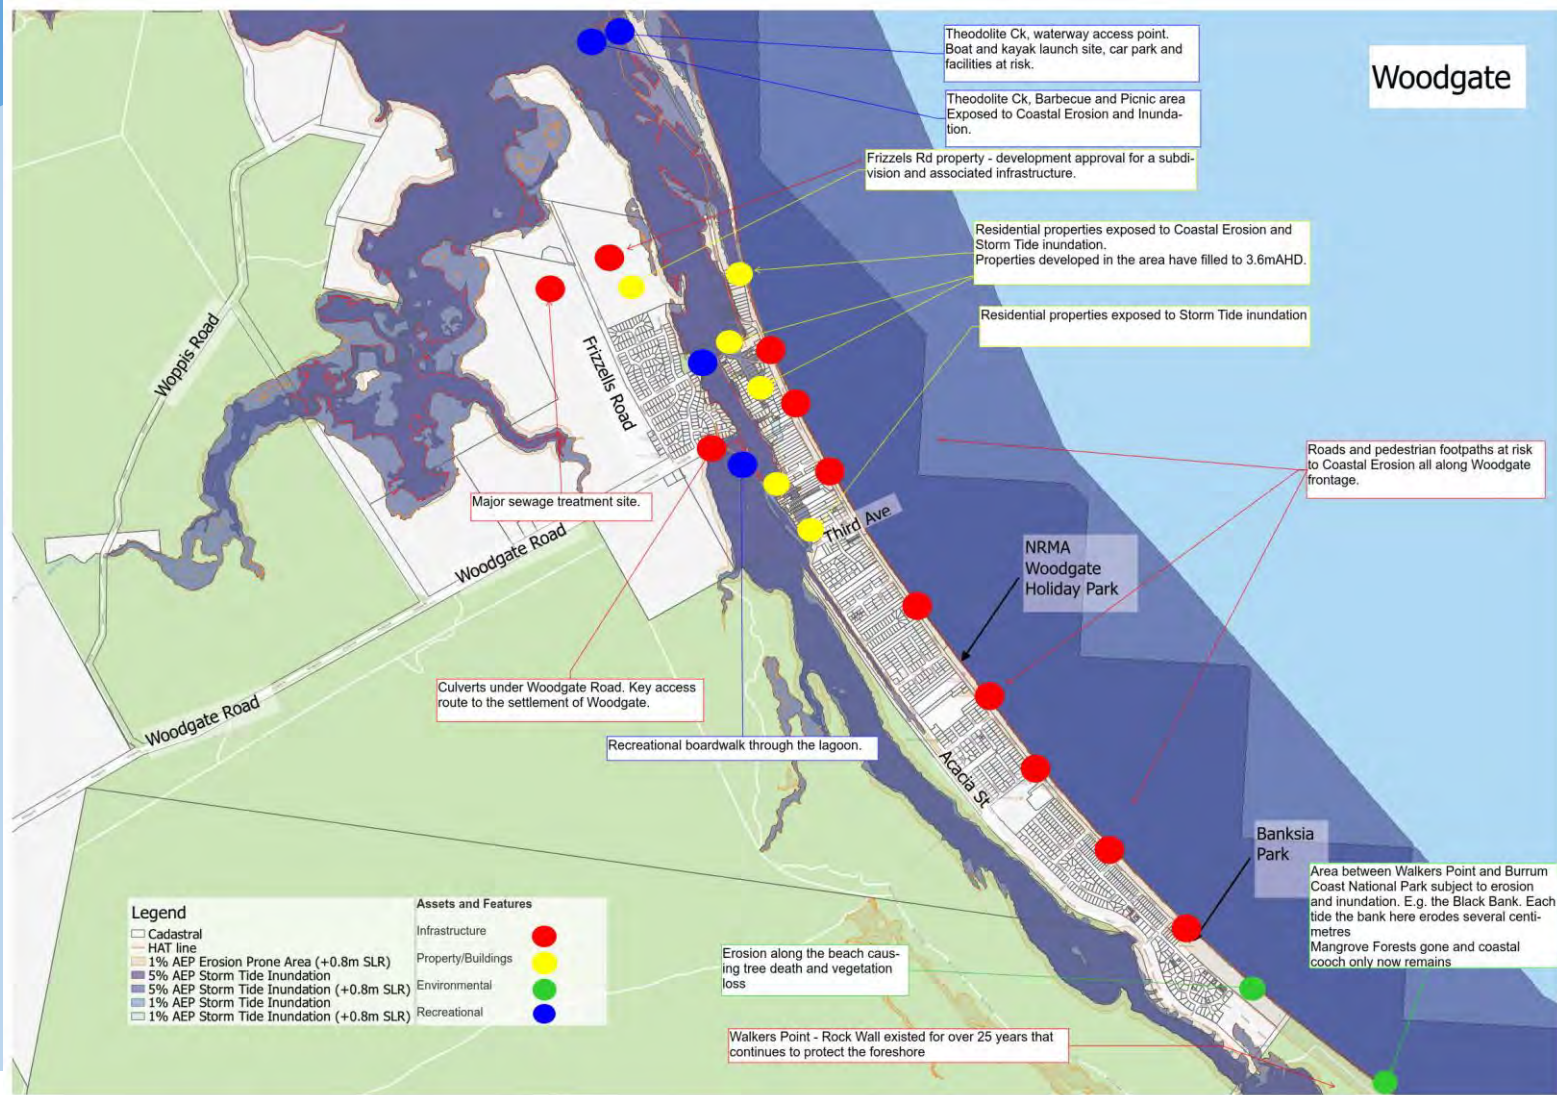 Woodgate
Theodolite Ck, waterway access point.
Boat and kayak launch site, car park and
facilities at risk.
Theodolite Ck, Barbecue and Picnic area
Exposed to Coastal Erosion and Inunda-
tion.
Frizzels Rd property - development approval for a subdi-
vision and associated infrastructure.
Residential properties exposed to Coastal Erosion and
Storm Tide inundation.
Properties developed in the area have filled to 3.6mAHD.
Residential properties exposed to Storm Tide inundation
Woppis Road
Frizzells Road
Roads and pedestrian footpaths at risk
to Coastal Erosion all along Woodgate
frontage.
Major sewage treatment site.
Third Ave
Woodgate Road
NRMA
Woodgate
Holiday Park
Culverts under Woodgate Road. Key access
route to the settlement of Woodgate.
Woodgate Road
Recreational boardwalk through the lagoon.
Acacia St
Banksia
Park
Area between Walkers Point and Burrum
Coast National Park subject to erosion
and inundation. E.g. the Black Bank. Each
tide the bank here erodes several centi-
metres
Mangrove Forests gone and coastal
cooch only now remains
Erosion along the beach caus-
ing tree death and vegetation
loss
Walkers Point - Rock Wall existed for over 25 years that
continues to protect the foreshore
Legend
Cadastral
HAT line
1% AEP Erosion Prone Area (+0.8m SLR)
5% AEP Storm Tide Inundation
5% AEP Storm Tide Inundation (+0.8m SLR)
1% AEP Storm Tide Inundation
1% AEP Storm Tide Inundation (+0.8m SLR)
Assets and Features
Infrastructure
Property/Buildings
Environmental
Recreational